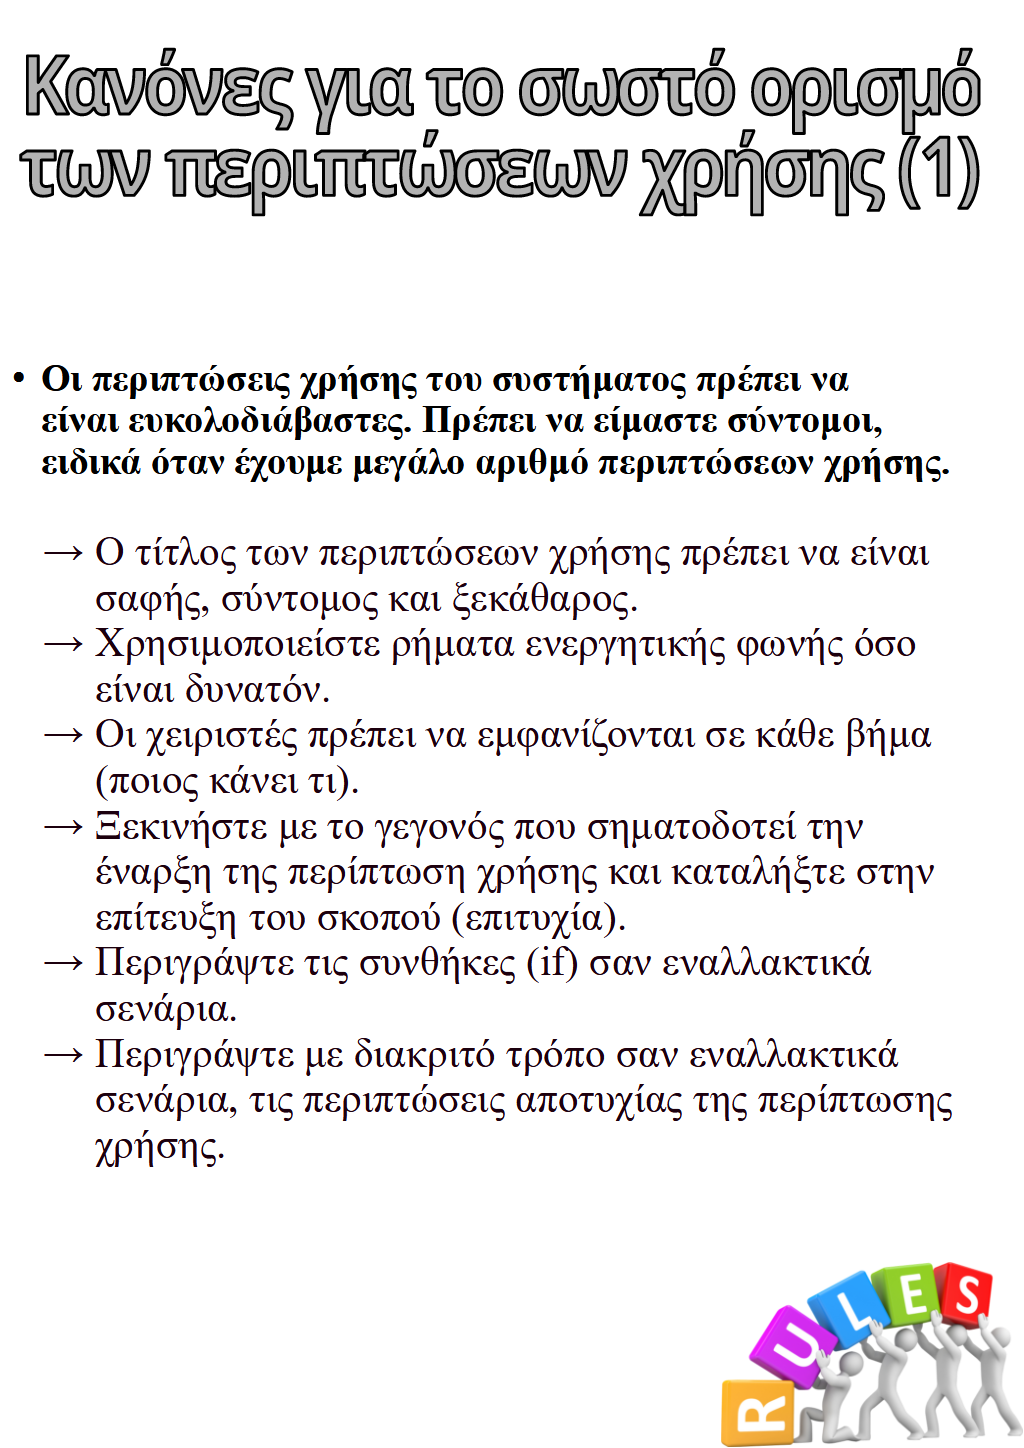 Κανόνες για το σωστό ορισμό
των περιπτώσεων χρήσης (1)
• Οι περιπτώσεις χρήσης του συστήματος πρέπει να
είναι ευκολοδιάβαστες. Πρέπει να είμαστε σύντομοι,
ειδικά όταν έχουμε μεγάλο αριθμό περιπτώσεων χρήσης.
→ Ο τίτλος των περιπτώσεων χρήσης πρέπει να είναι
σαφής, σύντομος και ξεκάθαρος.
→ Χρησιμοποιείστε ρήματα ενεργητικής φωνής όσο
είναι δυνατόν.
→ Οι χειριστές πρέπει να εμφανίζονται σε κάθε βήμα
(ποιος κάνει τι).
→ Ξεκινήστε με το γεγονός που σηματοδοτεί την
έναρξη της περίπτωση χρήσης και καταλήξτε στην
επίτευξη του σκοπού (επιτυχία).
→ Περιγράψτε τις συνθήκες (if) σαν εναλλακτικά
σενάρια.
→ Περιγράψτε με διακριτό τρόπο σαν εναλλακτικά
σενάρια, τις περιπτώσεις αποτυχίας της περίπτωσης
χρήσης.
RULES